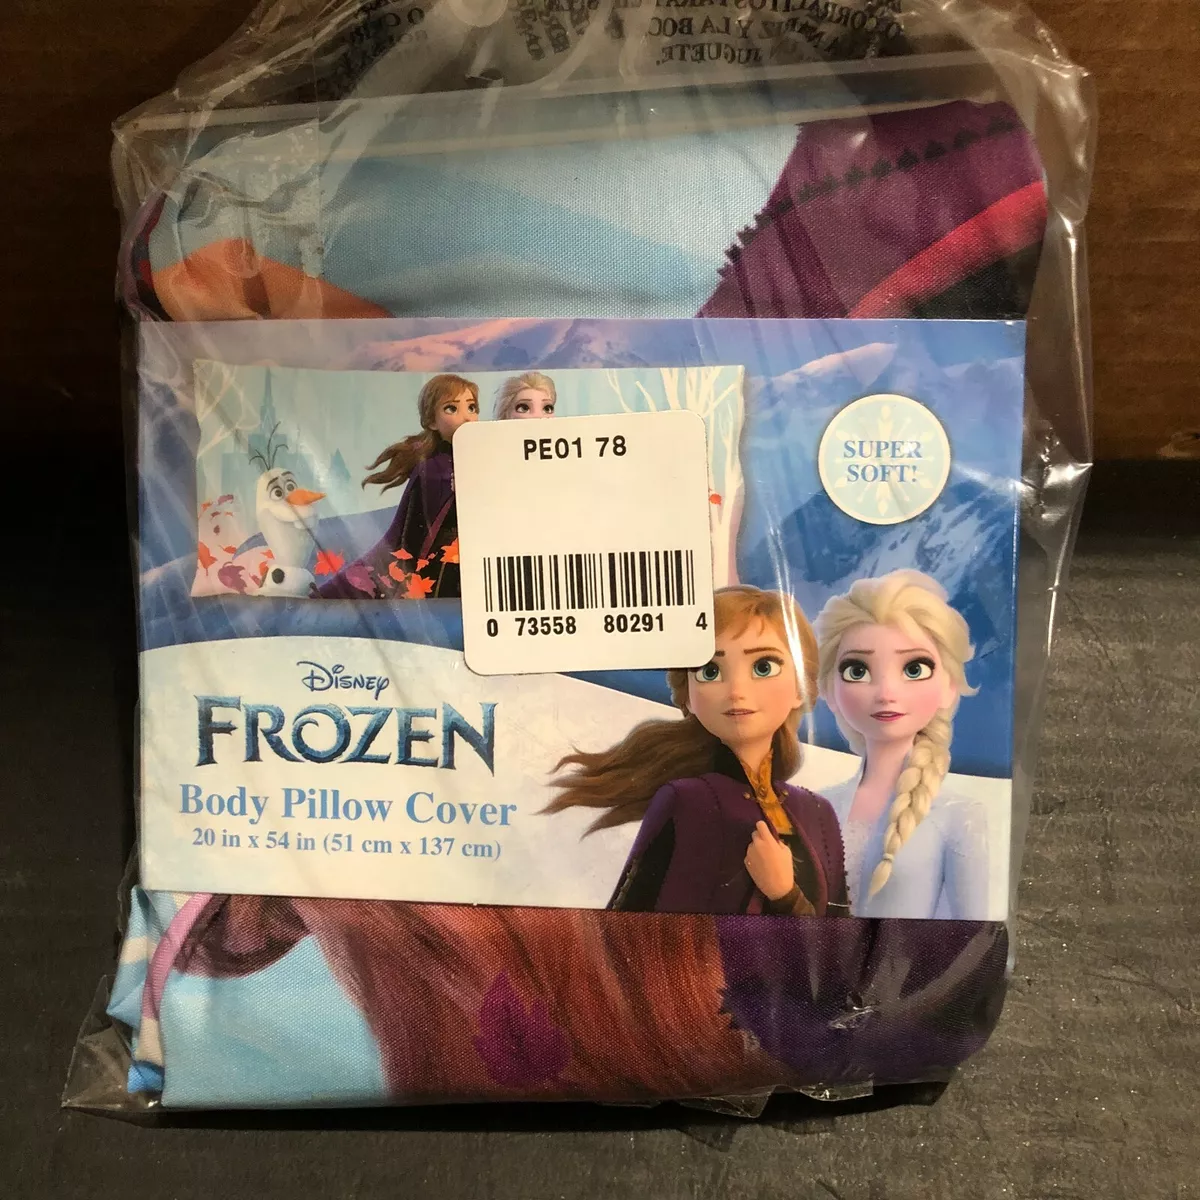 JUGUETE.
PE01 78
0 73558 80291 4
SUPER
SOFT!
Disney
FROZEN
Body Pillow Cover
20 in x 54 in (51 cm x 137 cm)